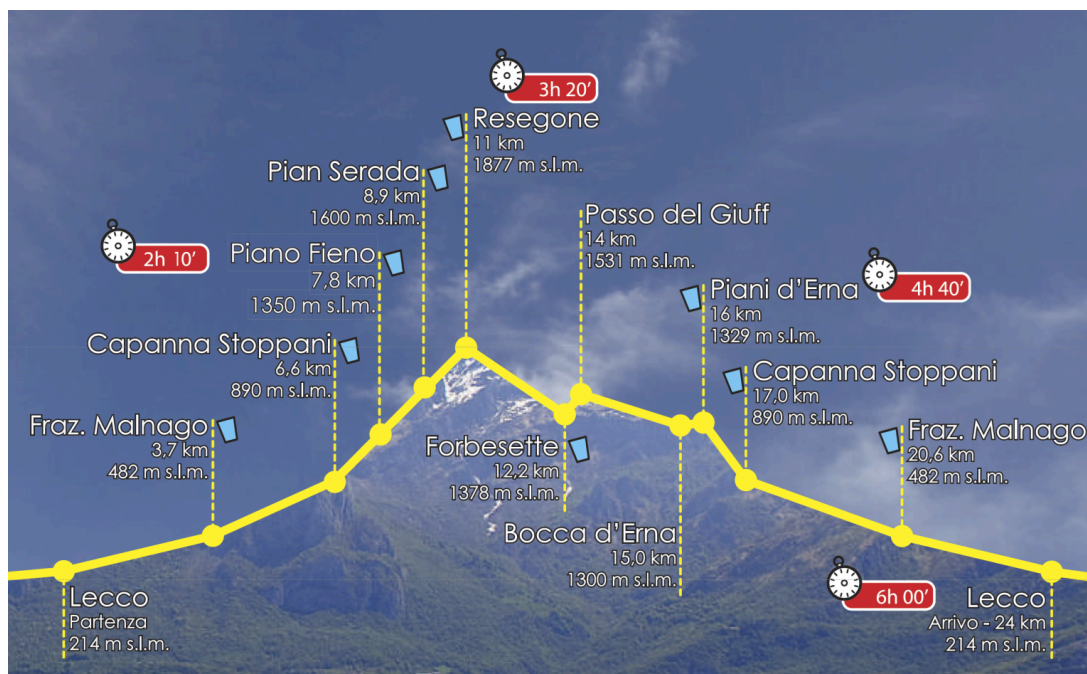 3h 20’
Resegone
11 km
1877 m s.l.m.
Pian Serada
8,9 km
1600 m s.l.m.
Passo del Giuff
14 km
1531 m s.l.m.
2h 10’
Piano Fieno
7,8 km
1350 m s.l.m.
4h 40’
Piani d’Erna
16 km
1329 m s.l.m.
Capanna Stoppani
6,6 km
890 m s.l.m.
Capanna Stoppani
17,0 km
890 m s.l.m.
Fraz. Malnago
3,7 km
482 m s.l.m.
Forbesette
12,2 km
1378 m s.l.m.
Fraz. Malnago
20,6 km
482 m s.l.m.
Bocca d’Erna
15,0 km
1300 m s.l.m.
6h 00’
Lecco
Partenza
214 m s.l.m.
Lecco
Arrivo - 24 km
214 m s.l.m.